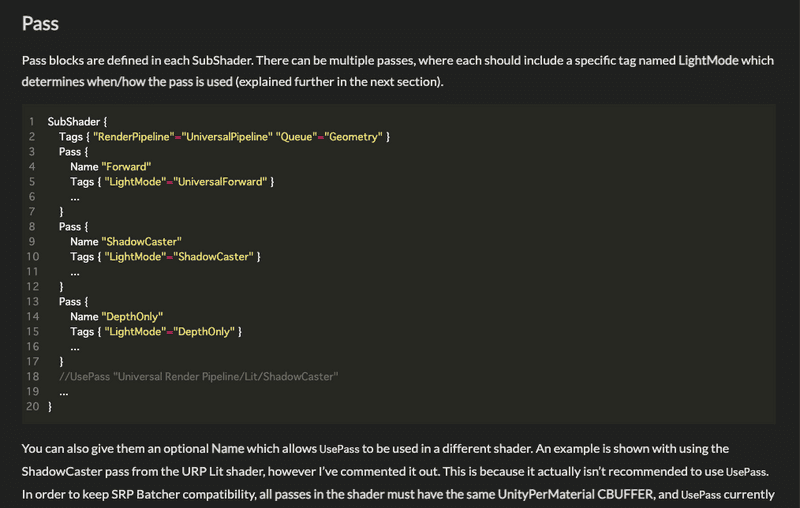 Pass
Pass blocks are defined in each SubShader. There can be multiple passes, where each should include a specific tag named LightMode which
determines when/how the pass is used (explained further in the next section).
1 SubShader {
2 Tags { "RenderPipeline"="UniversalPipeline" "Queue"="Geometry" }
3 Pass {
4 Name "Forward"
5 Tags { "LightMode"="UniversalForward" }
6 ...
7 }
8 Pass {
9 Name "ShadowCaster"
10 Tags { "LightMode"="ShadowCaster" }
11 ...
12 }
13 Pass {
14 Name "DepthOnly"
15 Tags { "LightMode"="DepthOnly" }
16 ...
17 }
18 //UsePass "Universal Render Pipeline/Lit/ShadowCaster"
19 ...
20 }
You can also give them an optional Name which allows UsePass to be used in a different shader. An example is shown with using the
ShadowCaster pass from the URP Lit shader, however I've commented it out. This is because it actually isn't recommended to use UsePass.
In order to keep SRP Batcher compatibility, all passes in the shader must have the same UnityPerMaterial CBUFFER, and UsePass currently